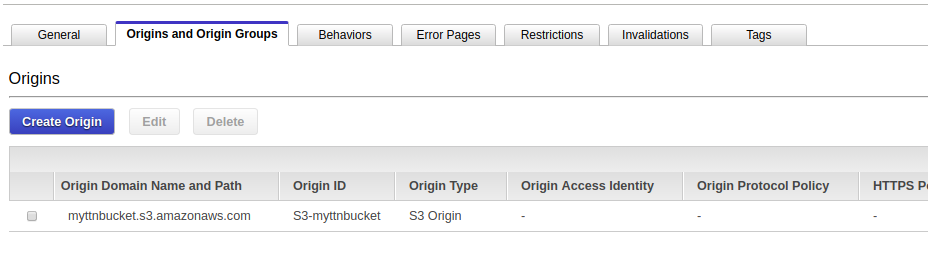 General Origins and Origin Groups Behaviors Error Pages Restrictions Invalidations Tags
Origins
Create Origin Edit Delete
Origin Domain Name and Path Origin ID Origin Type Origin Access Identity Origin Protocol Policy HTTPS
myttnbucket.s3.amazonaws.com S3-myttnbucket S3 Origin - - -